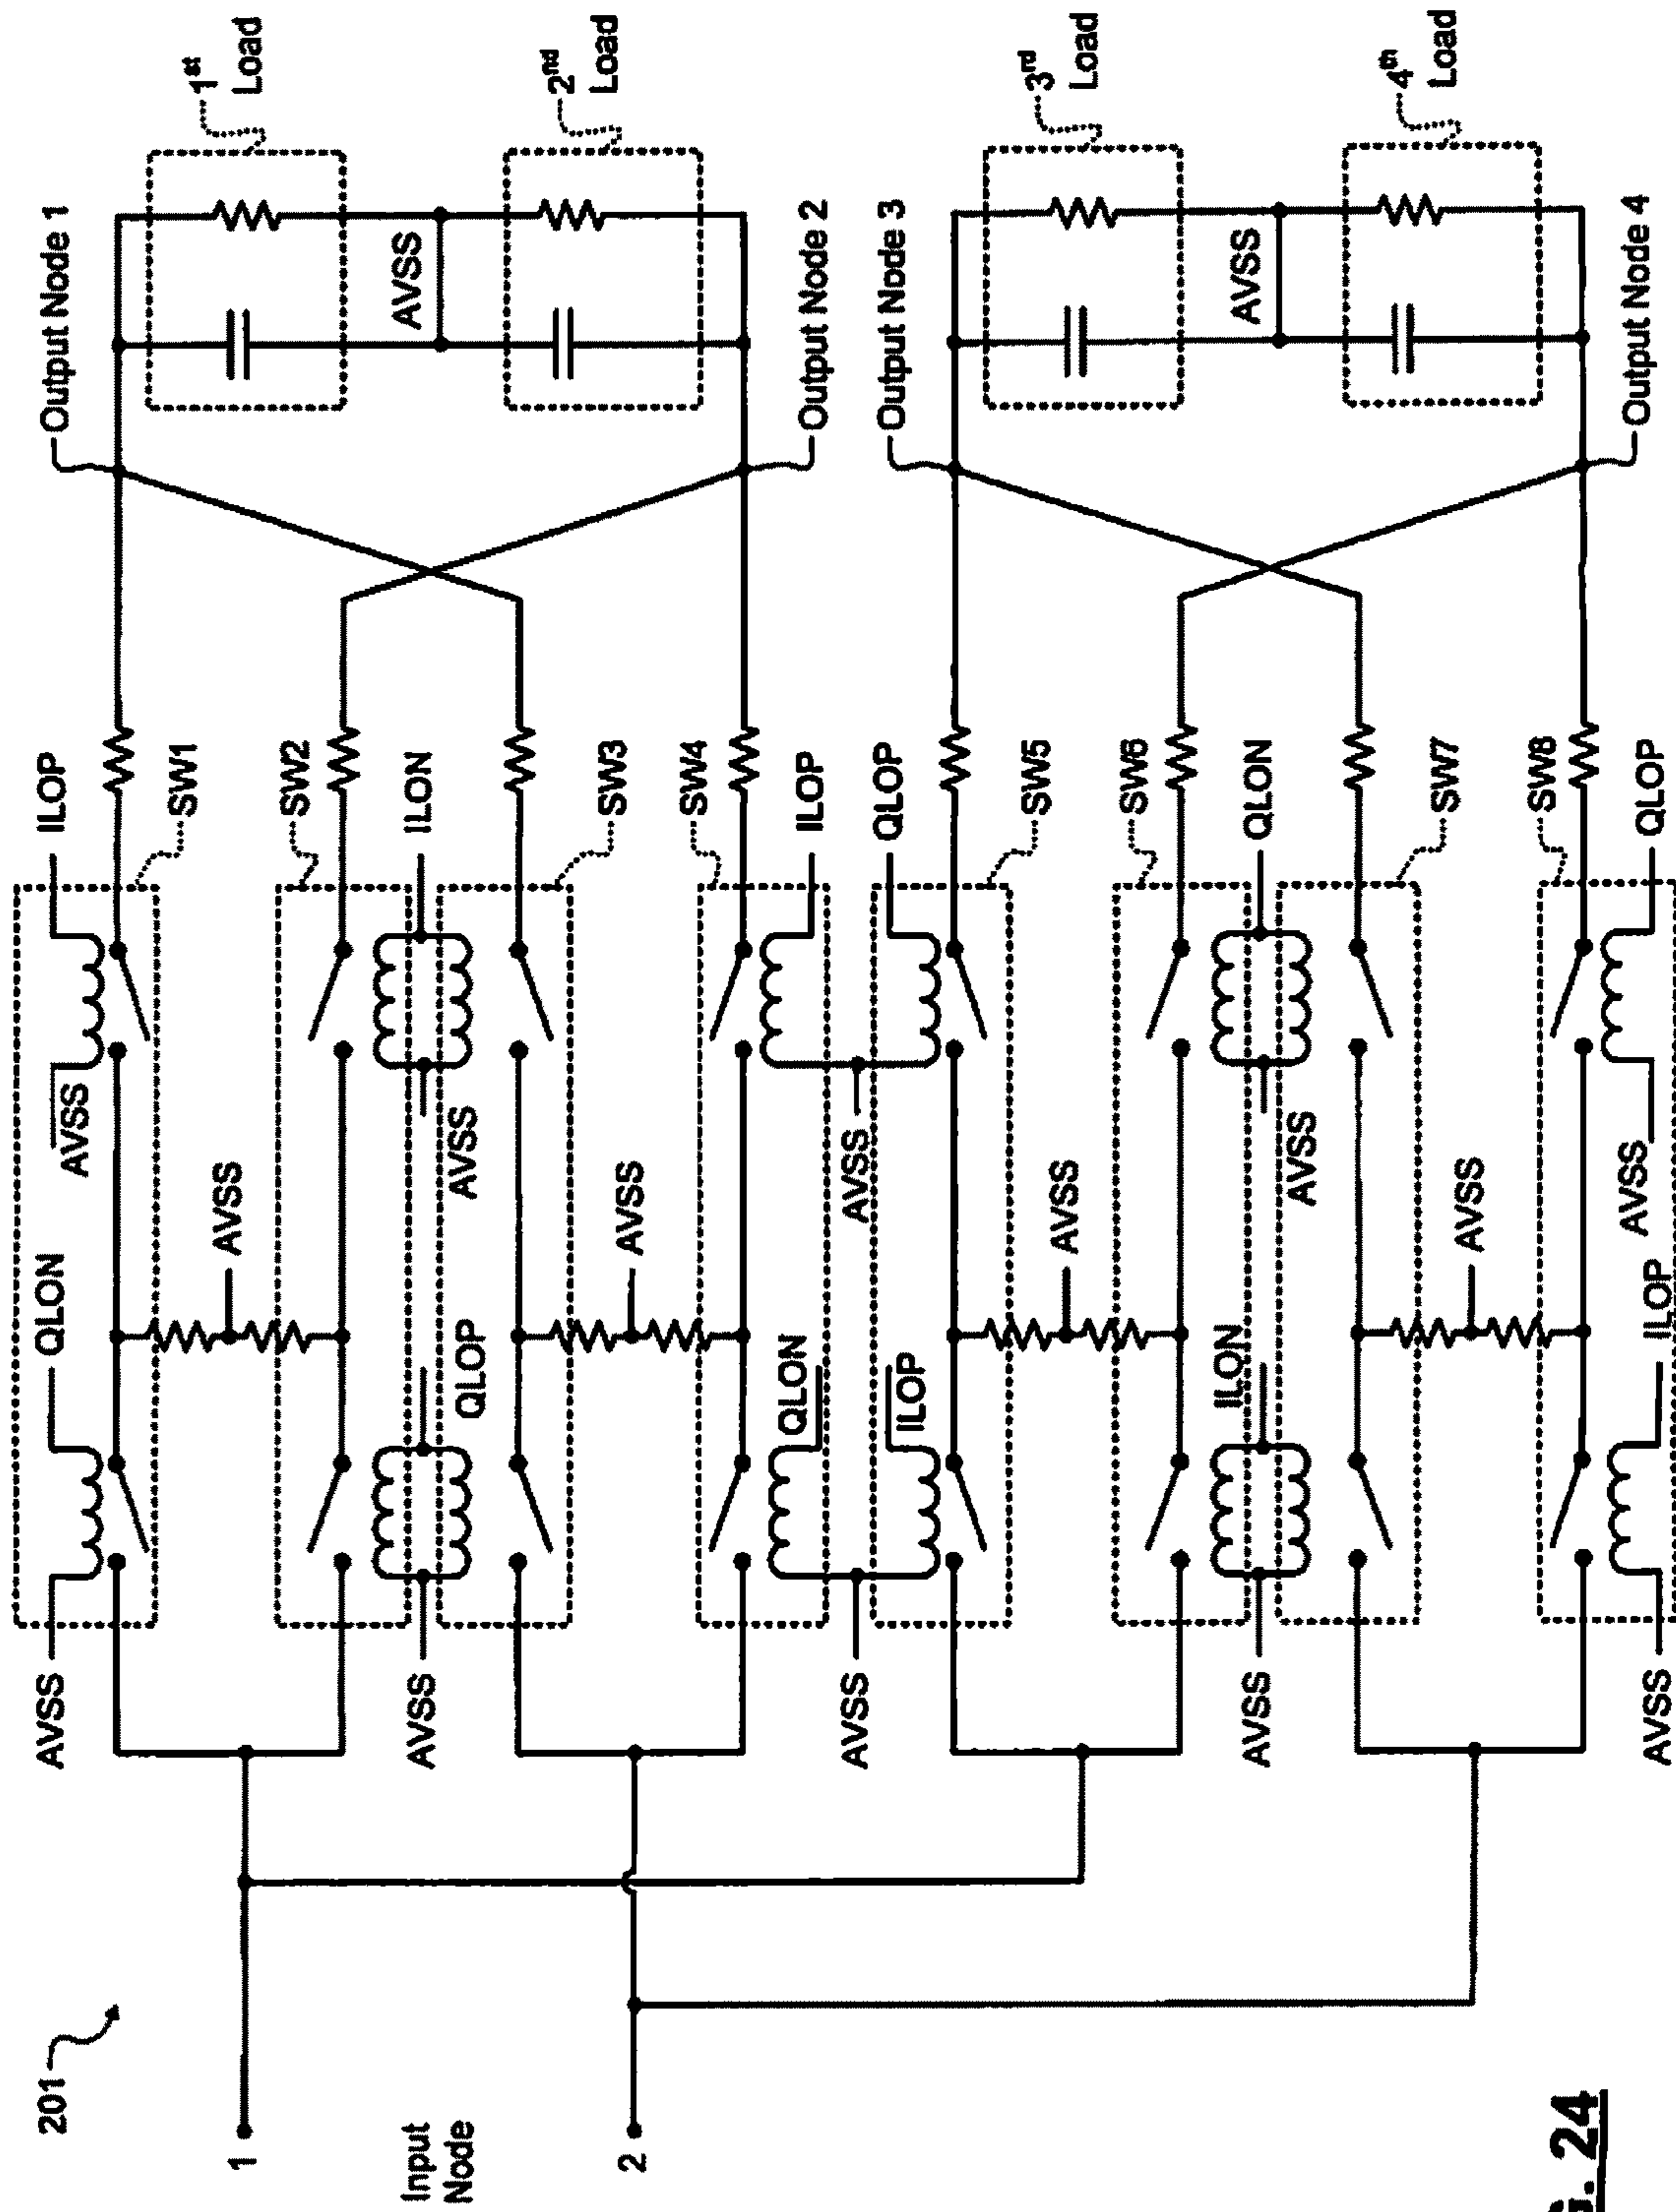 201
1
Input
Node
2
AVSS
QLON
AVSS
ILOP
SW1
AVSS
SW2
AVSS
QLOP
AVSS
ILON
SW3
AVSS
SW4
QLON
ILOP
AVSS
AVSS
ILOP
QLOP
SW5
AVSS
SW6
AVSS
ILON
AVSS
QLON
SW7
AVSS
SW8
AVSS
ILOP
AVSS
QLOP
Output Node 1
1st
Load
AVSS
2nd
Load
Output Node 2
Output Node 3
3rd
Load
AVSS
4th
Load
Output Node 4
24